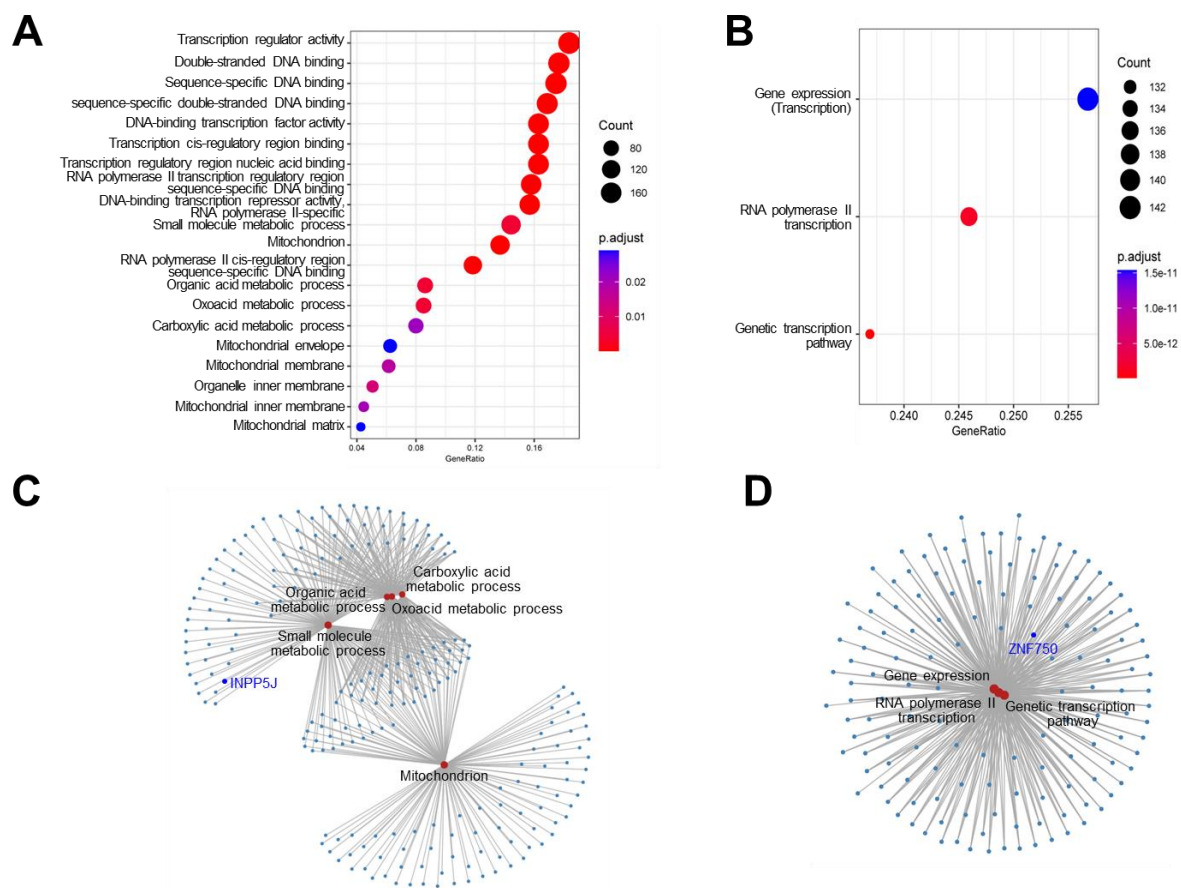 A
Transcription regulator activity
Double-stranded DNA binding
Sequence-specific DNA binding
sequence-specific double-stranded DNA binding
DNA-binding transcription factor activity
Transcription cis-regulatory region binding
Transcription regulatory region nucleic acid binding
RNA polymerase II transcription regulatory region
sequence-specific DNA binding
DNA-binding transcription repressor activity,
RNA polymerase II-specific
Small molecule metabolic process
Mitochondrion
RNA polymerase II cis-regulatory region
sequence-specific DNA binding
Organic acid metabolic process
Oxoacid metabolic process
Carboxylic acid metabolic process
Mitochondrial envelope
Mitochondrial membrane
Organelle inner membrane
Mitochondrial inner membrane
Mitochondrial matrix
0.04 0.08 0.12 0.16
GeneRatio
Count
80
120
160
p.adjust
0.02
0.01
B
Gene expression
(Transcription)
RNA polymerase II
transcription
Genetic transcription
pathway
0.240 0.245 0.250 0.255
GeneRatio
Count
132
134
136
138
140
142
p.adjust
1.5e-11
1.0e-11
5.0e-12
C
Carboxylic acid
metabolic process
Organic acid
metabolic process
Oxoacid metabolic process
Small molecule
metabolic process
INPP5J
Mitochondrion
D
ZNF750
Gene expression
RNA polymerase II
transcription
Genetic transcription
pathway